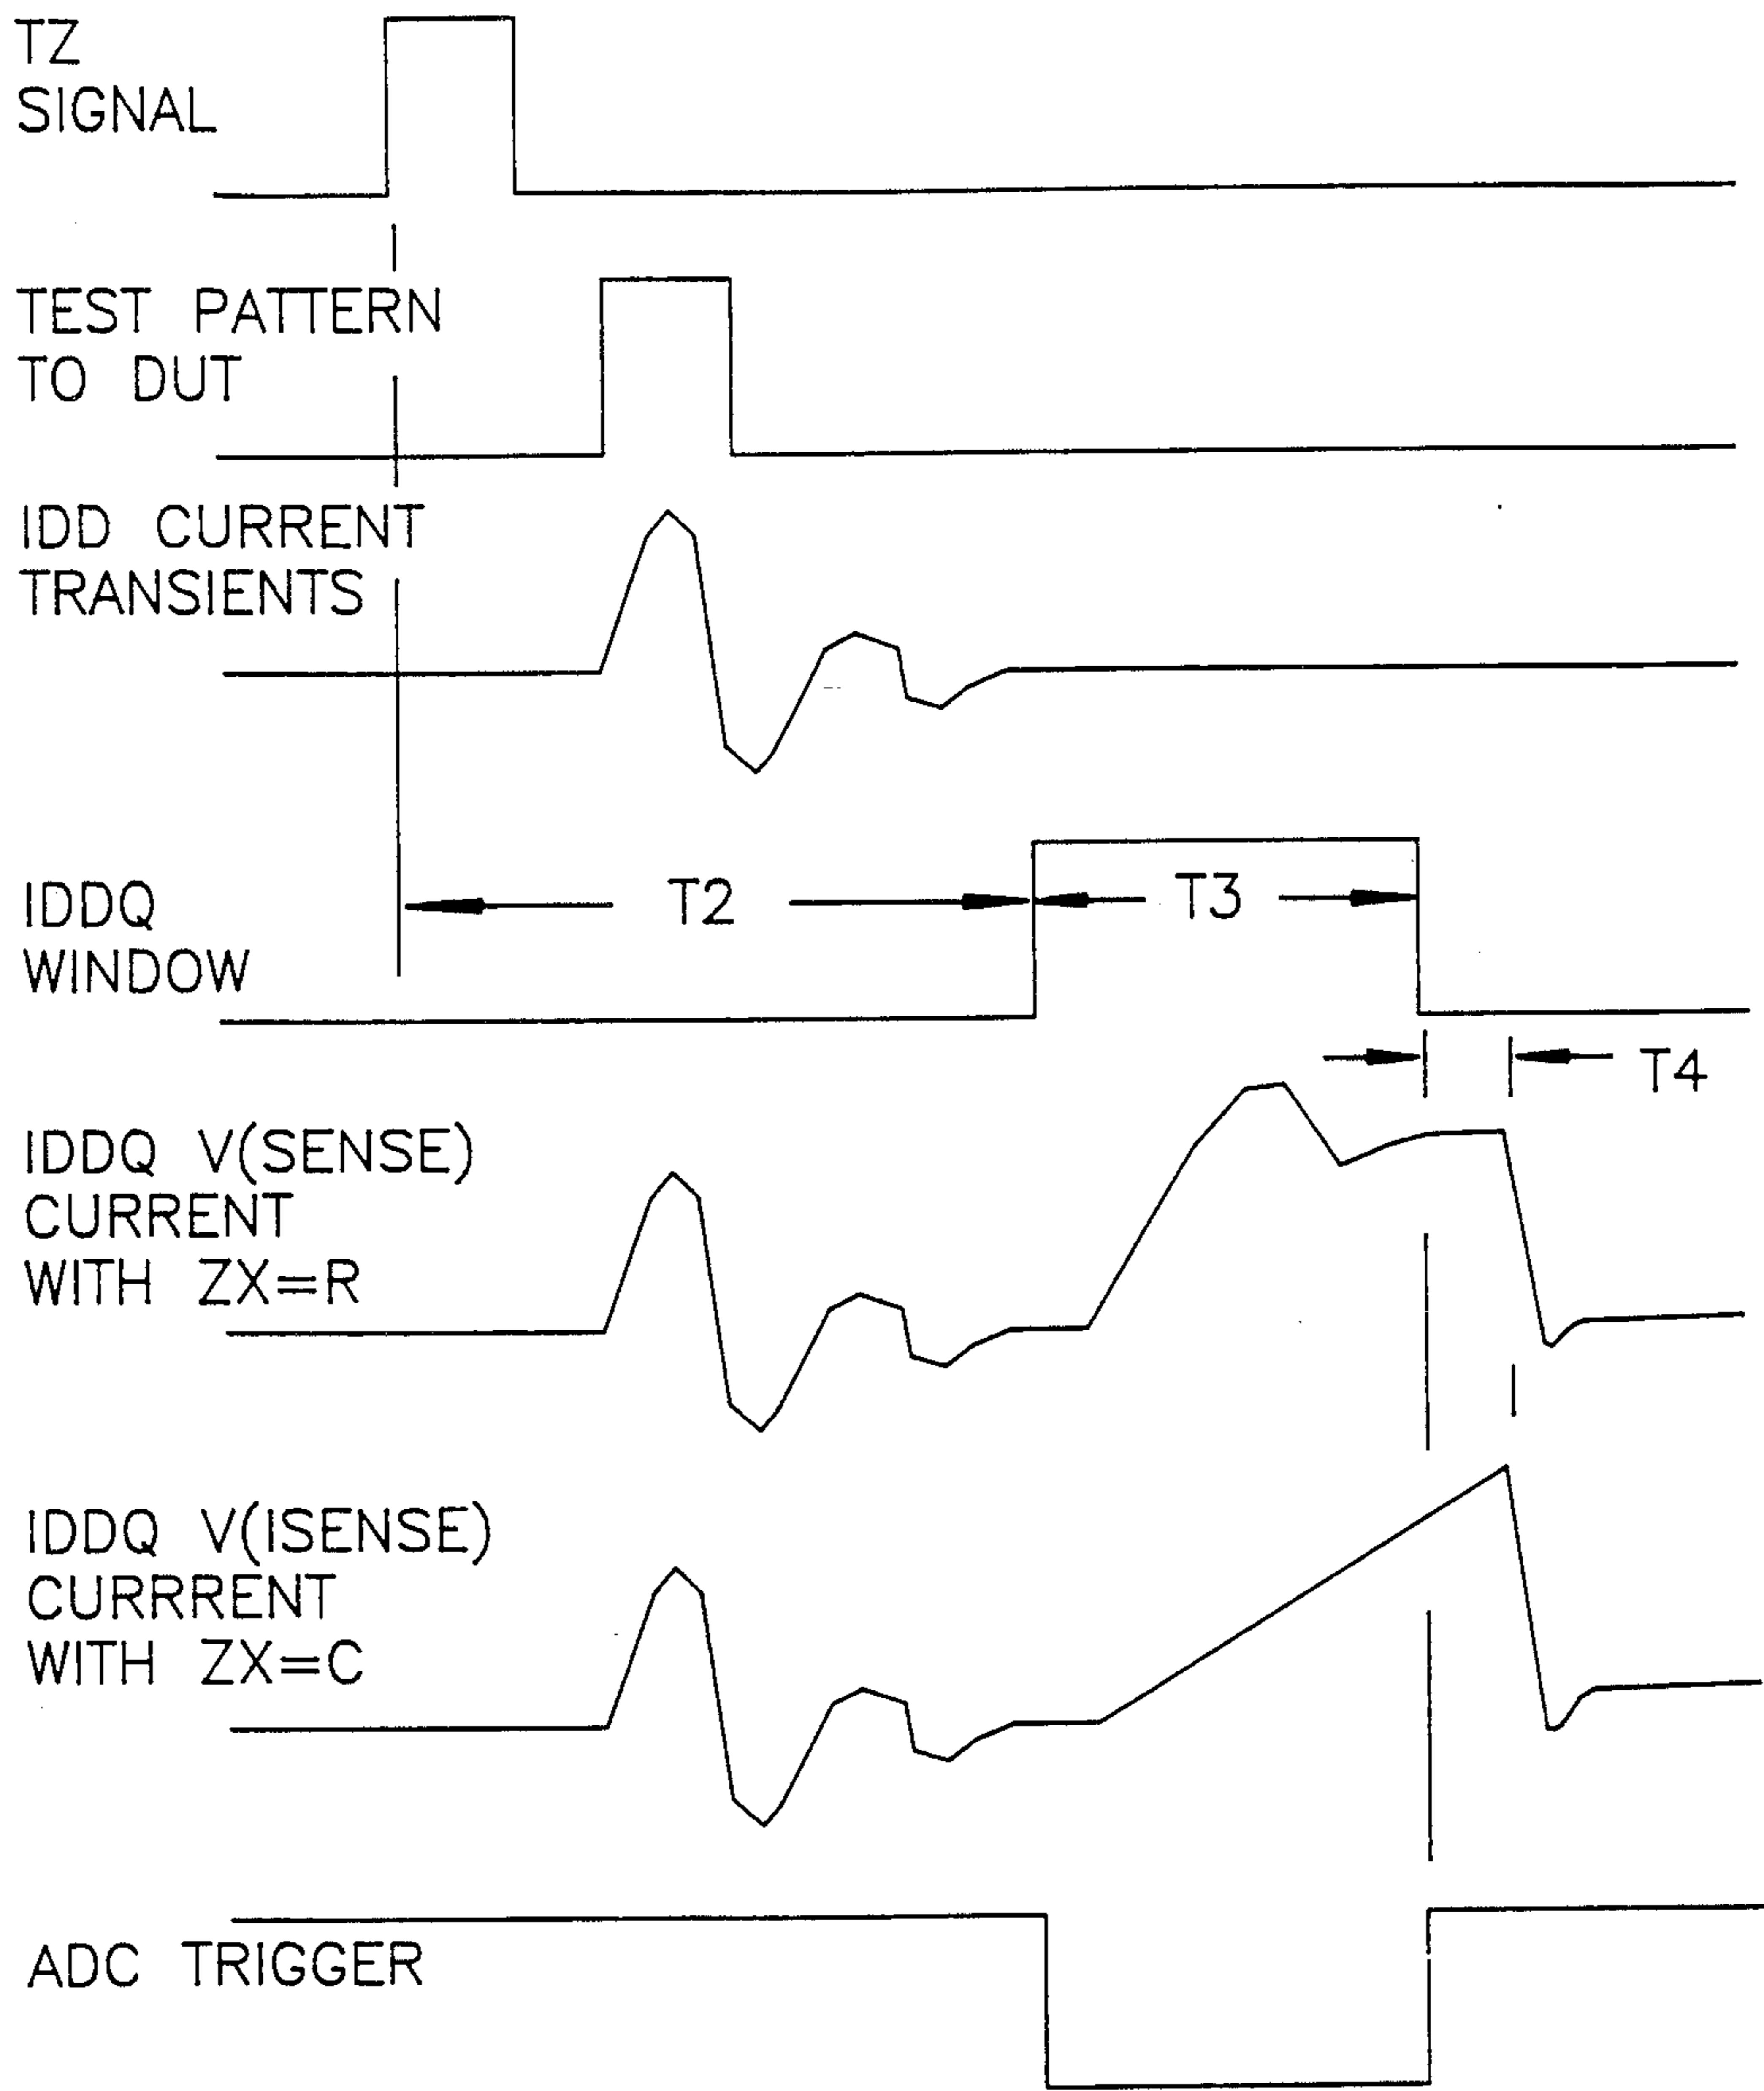 TZ
SIGNAL
TEST PATTERN
TO DUT
IDD CURRENT
TRANSIENTS
IDDQ
WINDOW
T2
T3
T4
IDDQ V(SENSE)
CURRENT
WITH ZX=R
IDDQ V(ISENSE)
CURRRENT
WITH ZX=C
ADC TRIGGER